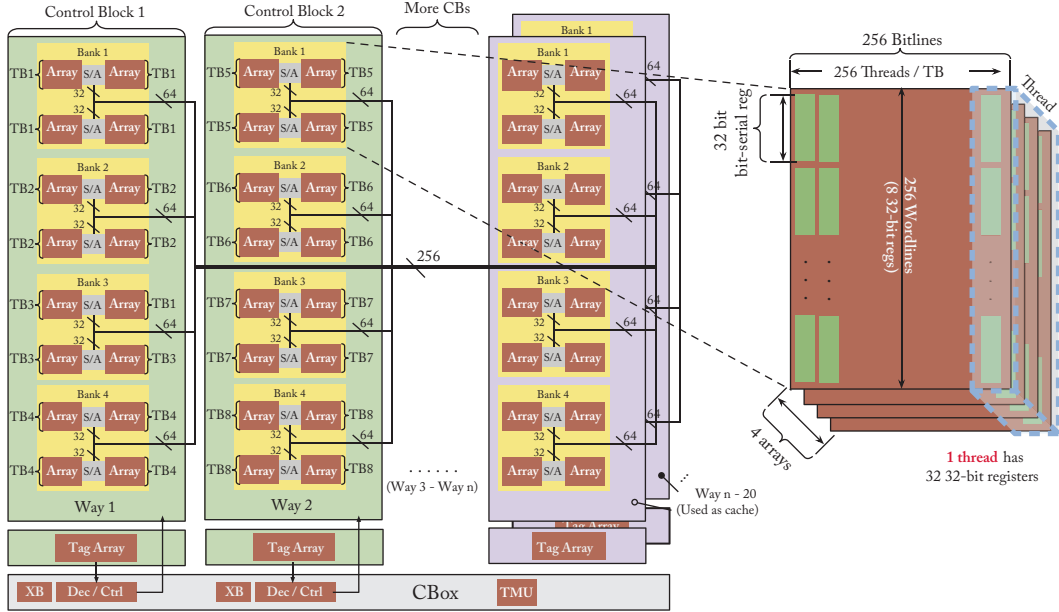 Control Block 1
Control Block 2
More CBs
Bank 1
TB1 Array S/A Array TB1
32
64
32
TB1 Array S/A Array TB1
Bank 2
TB2 Array S/A Array TB2
32
64
32
TB2 Array S/A Array TB2
Bank 3
TB3 Array S/A Array TB1
32
64
32
TB3 Array S/A Array TB3
Bank 4
TB4 Array S/A Array TB4
32
64
32
TB4 Array S/A Array TB4
Way 1
Tag Array
XB
Dec / Ctrl
Bank 1
TB5 Array S/A Array TB5
32
64
32
TB5 Array S/A Array TB5
Bank 2
TB6 Array S/A Array TB6
32
64
32
TB6 Array S/A Array TB6
Bank 3
TB7 Array S/A Array TB7
32
64
32
TB7 Array S/A Array TB7
Bank 4
TB8 Array S/A Array TB8
32
64
32
TB8 Array S/A Array TB8
Way 2
Tag Array
XB
Dec / Ctrl
256
. . . . . .
(Way 3 - Way n)
Bank 1
Bank 1
64
Array S/A Array
32
64
32
Array S/A Array
Bank 2
64
Array S/A Array
32
64
32
Array S/A Array
Bank 3
64
Array S/A Array
32
64
32
Array S/A Array
Bank 4
64
Array S/A Array
32
64
32
Array S/A Array
Way n - 20
(Used as cache)
Tag Array
CBox
TMU
256 Bitlines
256 Threads / TB
Thread
32 bit
bit-serial reg
256 Wordlines
(8 32-bit regs)
4 arrays
1 thread has
32 32-bit registers